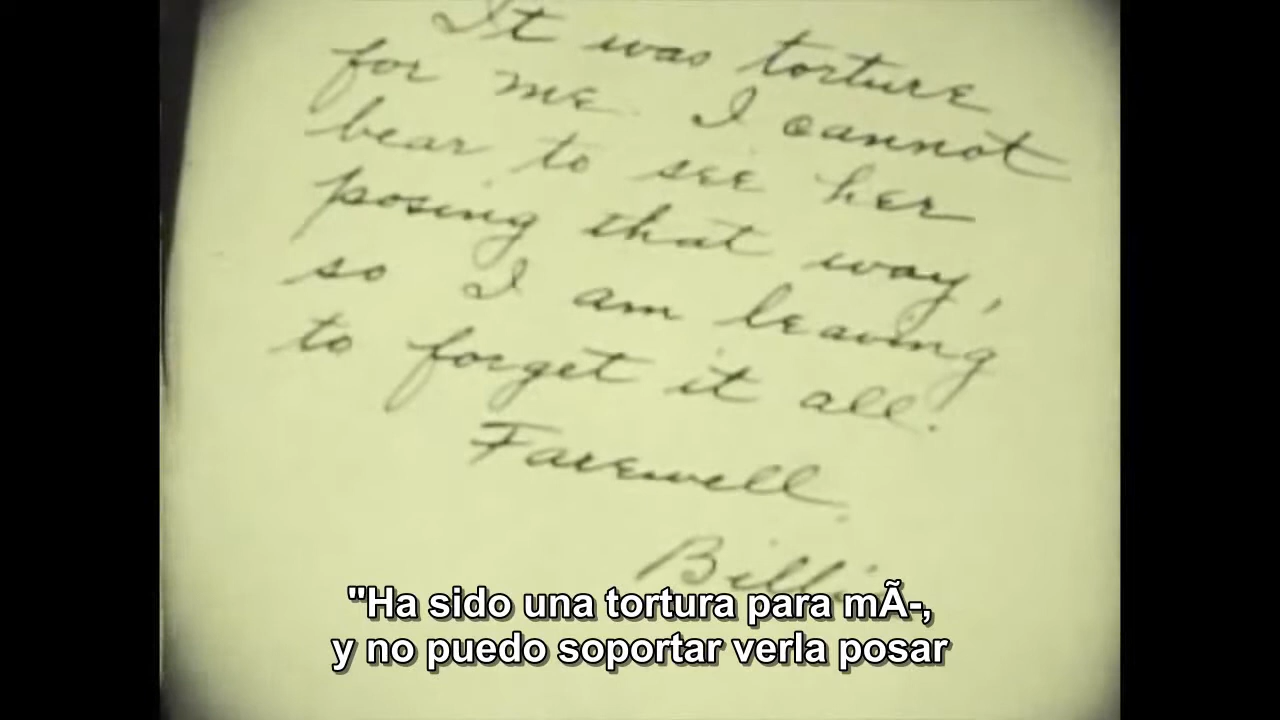 It was torture
for me. I cannot
bear to see her
posing that way,
so I am leaving
to forget it all.
Farewell.
"Ha sido una tortura para mÃ-,
y no puedo soportar verla posar